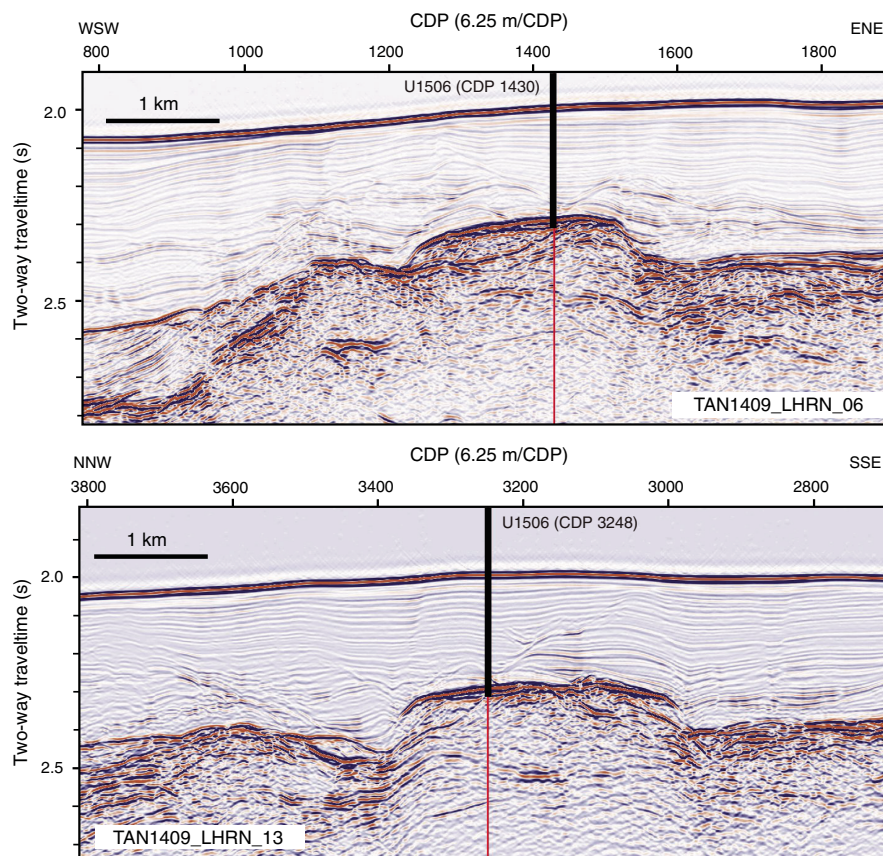 CDP (6.25 m/CDP)
WSW
ENE
800 1000 1200 1400 1600 1800
U1506 (CDP 1430)
1 km
2.0
2.5
Two-way traveltime (s)
TAN1409_LHRN_06
CDP (6.25 m/CDP)
NNW
SSE
3800 3600 3400 3200 3000 2800
U1506 (CDP 3248)
1 km
2.0
2.5
Two-way traveltime (s)
TAN1409_LHRN_13